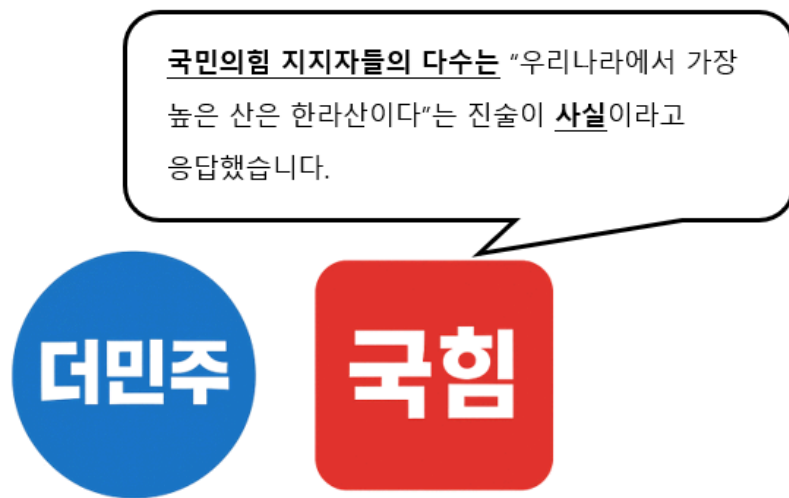 국민의힘 지지자들의 다수는 “우리나라에서 가장
높은 산은 한라산이다”는 진술이 사실이라고
응답했습니다.
더민주
국힘